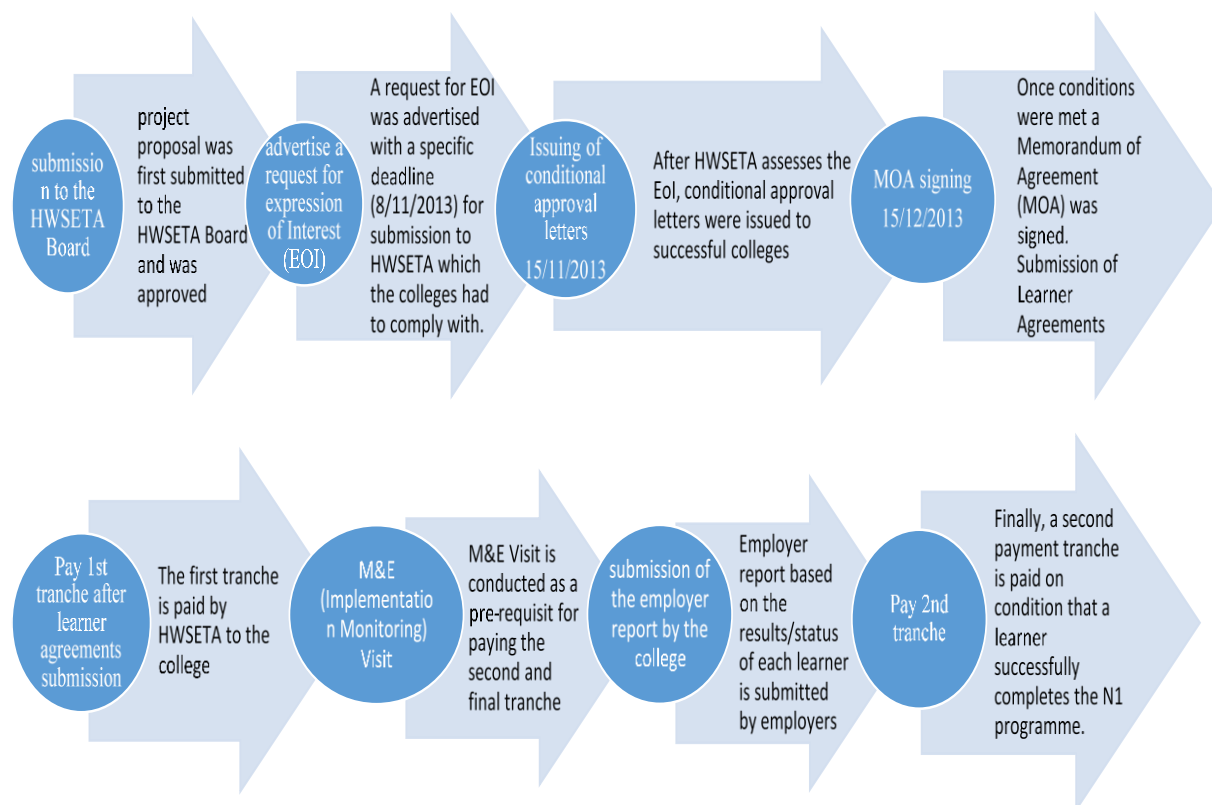 submissio
n to the
HWSETA
Board
project
proposal was
first submitted
to the
HWSETA Board
and was
approved
advertise a
request for
expression
of Interest
(EOI)
A request for EOI
was advertised
with a specific
deadline
(8/11/2013) for
submission to
HWSETA which
the colleges had
to comply with.
Issuing of
conditional
approval
letters
15/11/2013
After HWSETA assesses the
EoI, conditional approval
letters were issued to
successful colleges
MOA signing
15/12/2013
Once conditions
were met a
Memorandum of
Agreement
(MOA) was
signed.
Submission of
Learner
Agreements
Pay 1st
tranche after
learner
agreements
submission
The first tranche
is paid by
HWSETA to the
college
M&E
(Implementatio
n Monitoring)
Visit
M&E Visit is
conducted as a
pre-requisit for
paying the
second and
final tranche
submission of
the employer
report by the
college
Employer
report based
on the
results/status
of each learner
is submitted
by employers
Pay 2nd
tranche
Finally, a second
payment tranche
is paid on
condition that a
learner
successfully
completes the N1
programme.